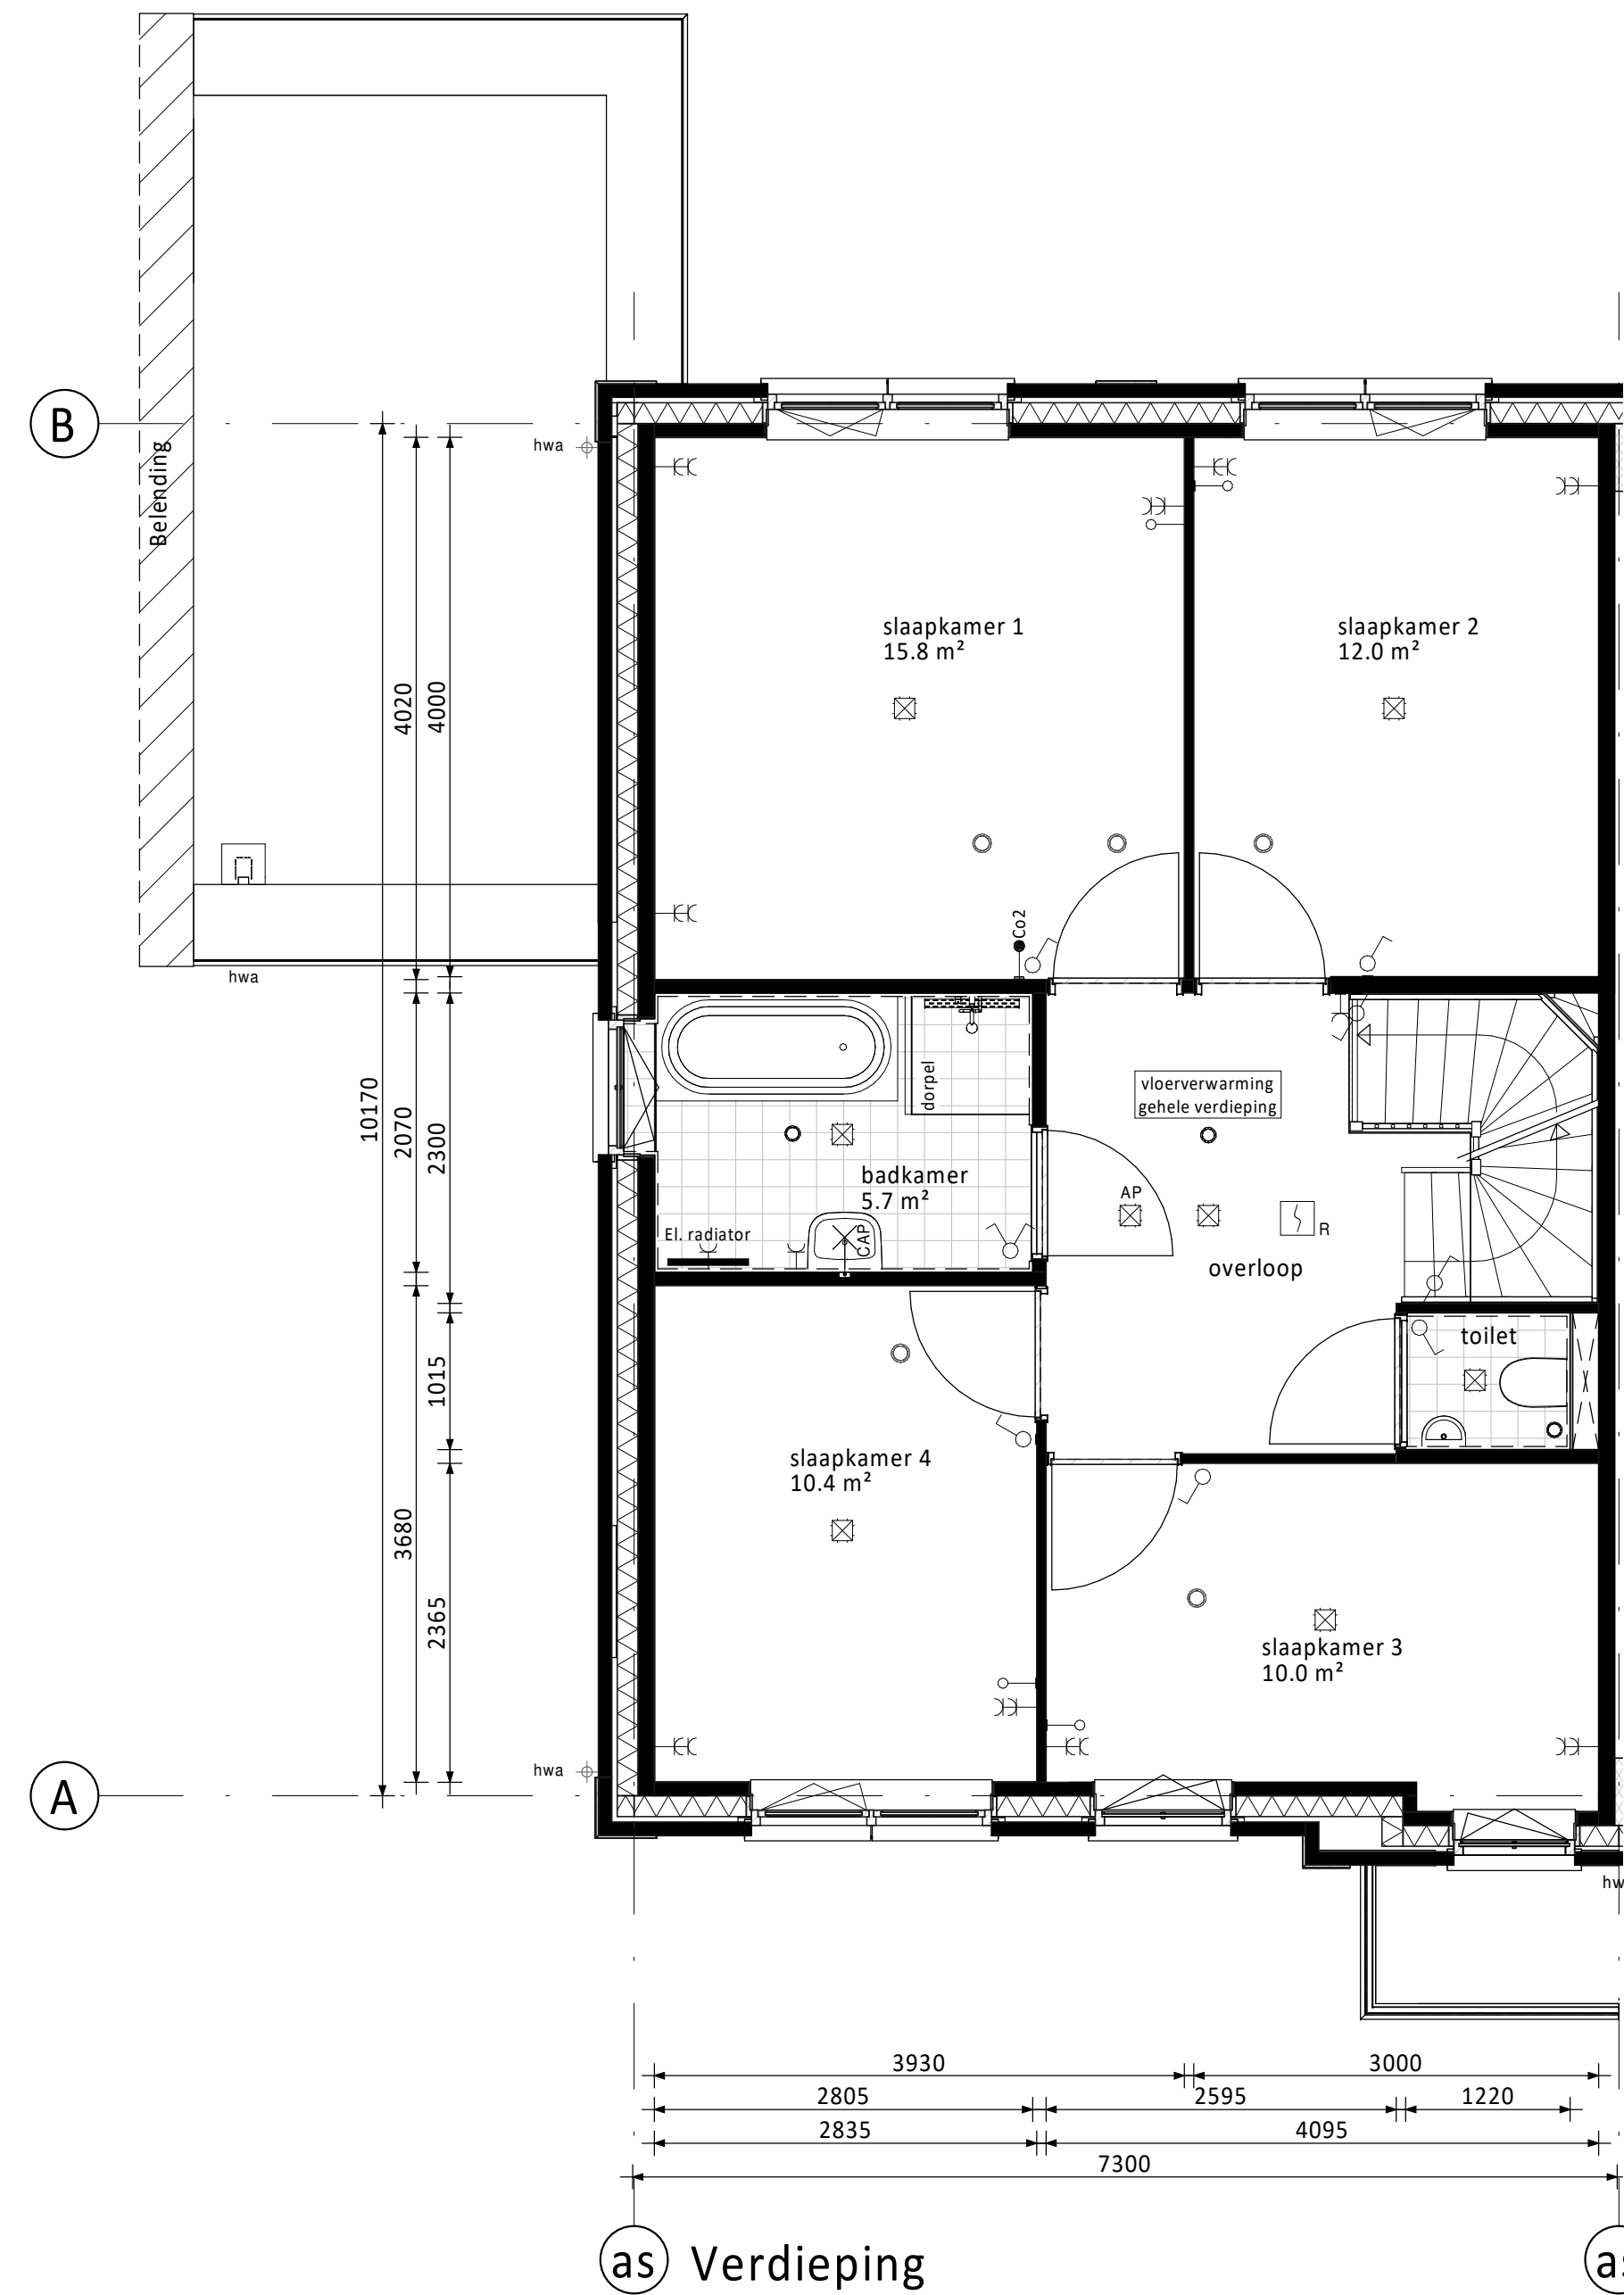 B
Belending
hwa
slaapkamer 1
15.8 m²
slaapkamer 2
12.0 m²
4020
4000
Co2
hwa
dorpel
vloerverwarming
gehele verdieping
10170
2070
2300
badkamer
5.7 m²
AP
El. radiator
CAP
R
overloop
toilet
1015
slaapkamer 4
10.4 m²
3680
2365
slaapkamer 3
10.0 m²
hwa
A
hw
3930
3000
2805
2595
1220
2835
4095
7300
as
Verdieping
as